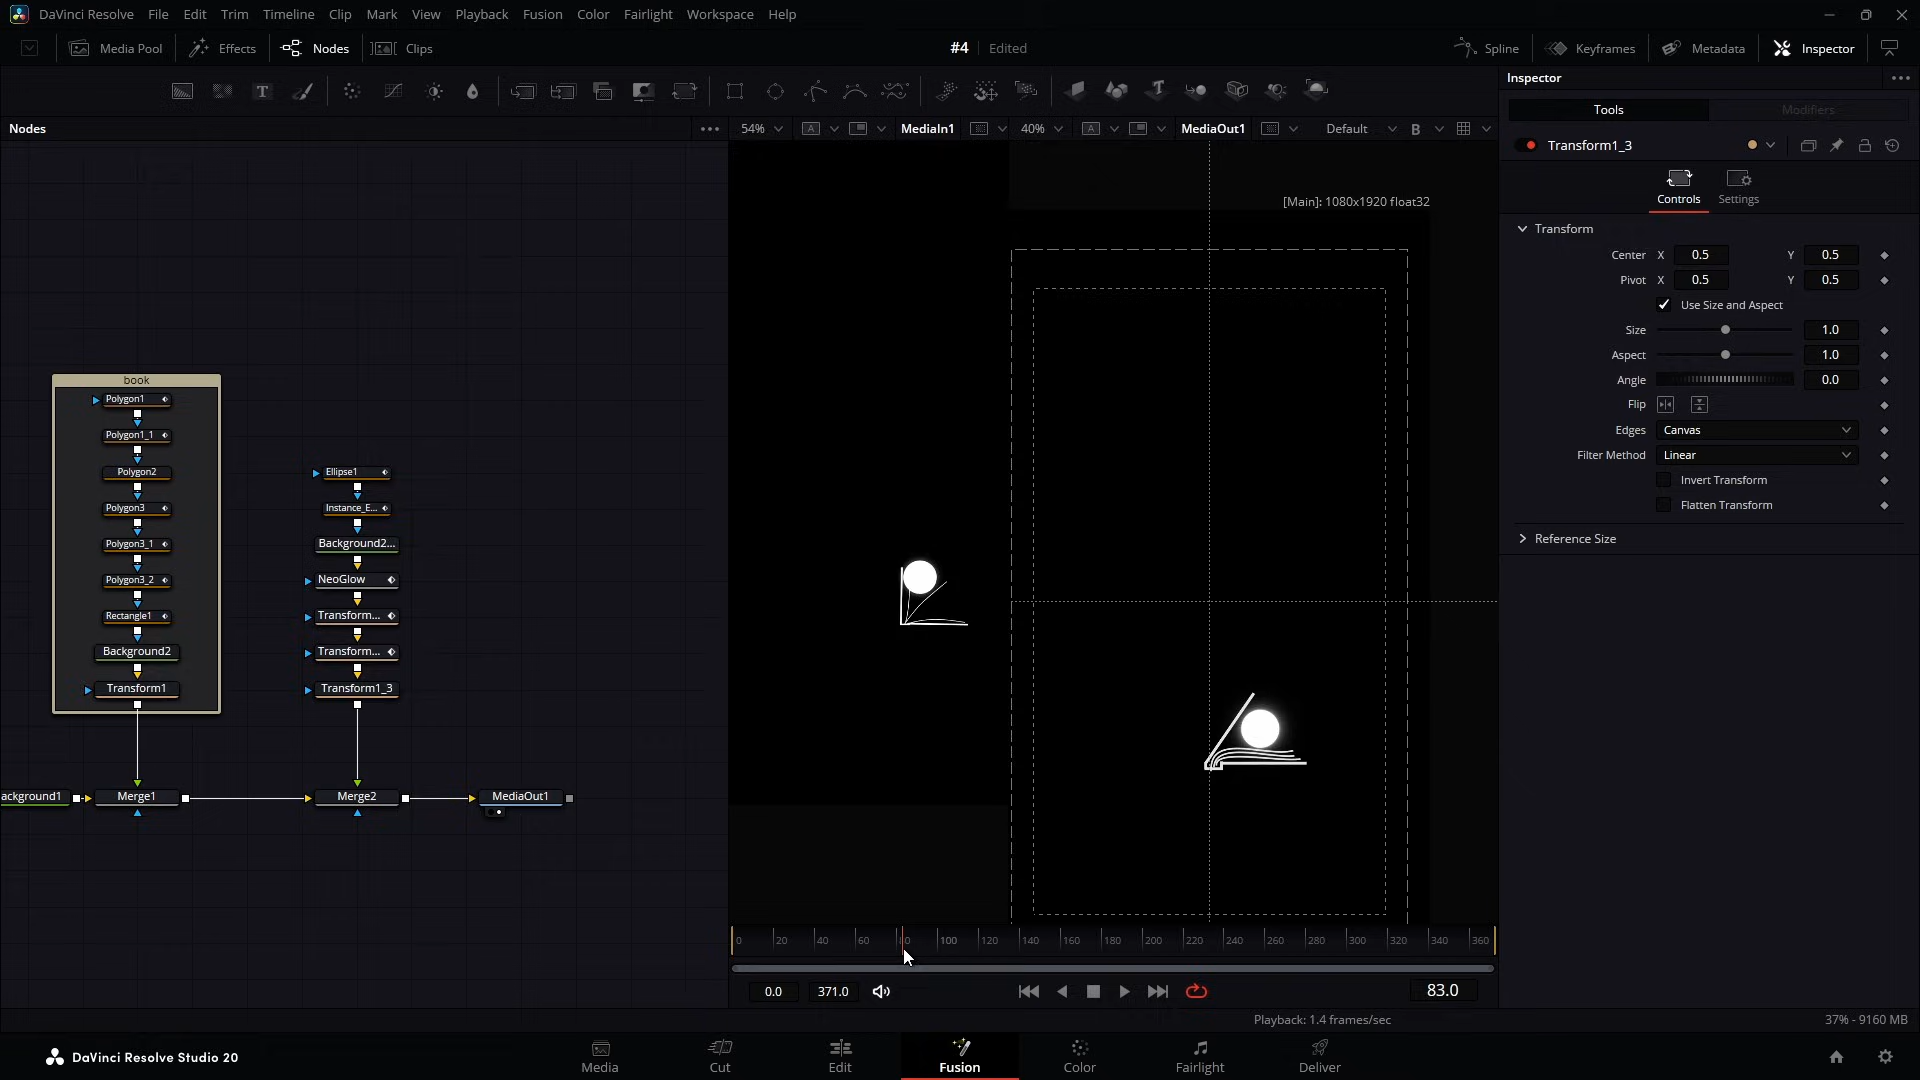 DaVinci Resolve File Edit Trim Timeline Clip Mark View Playback Fusion Color Fairlight Workspace Help
Media Pool Effects Nodes Clips #4 Edited Spline Keyframes Metadata Inspector
Inspector
Tools Modifiers
Nodes 54% A MediaIn1 40% A MediaOut1 Default B
Transform1_3
Controls Settings
[Main]: 1080x1920 float32
Transform
Center X 0.5 Y 0.5
Pivot X 0.5 Y 0.5
Use Size and Aspect
Size 1.0
Aspect 1.0
Angle 0.0
Flip
Edges Canvas
Filter Method Linear
Invert Transform
Flatten Transform
Reference Size
book
Polygon1
Polygon1_1
Polygon2
Polygon3
Polygon3_1
Polygon3_2
Rectangle1
Background2
Transform1
Ellipse1
Instance_E...
Background2...
NeoGlow
Transform...
Transform...
Transform1_3
ackground1 Merge1 Merge2 MediaOut1
0 20 40 60 100 120 140 160 180 200 220 240 260 280 300 320 340 360
0.0 371.0 83.0
Playback: 1.4 frames/sec 37% - 9160 MB
DaVinci Resolve Studio 20
Media Cut Edit Fusion Color Fairlight Deliver